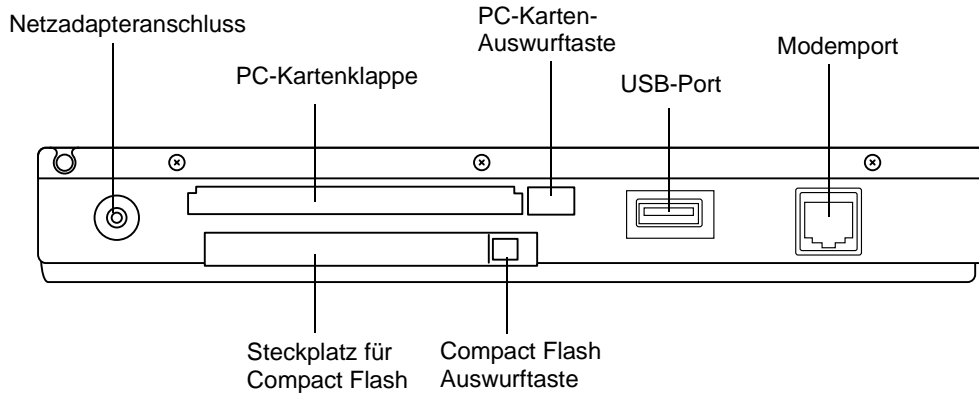 Netzadapteranschluss
PC-Kartenklappe
PC-Karten-
Auswurftaste
USB-Port
Modemport
Steckplatz für
Compact Flash
Compact Flash
Auswurftaste